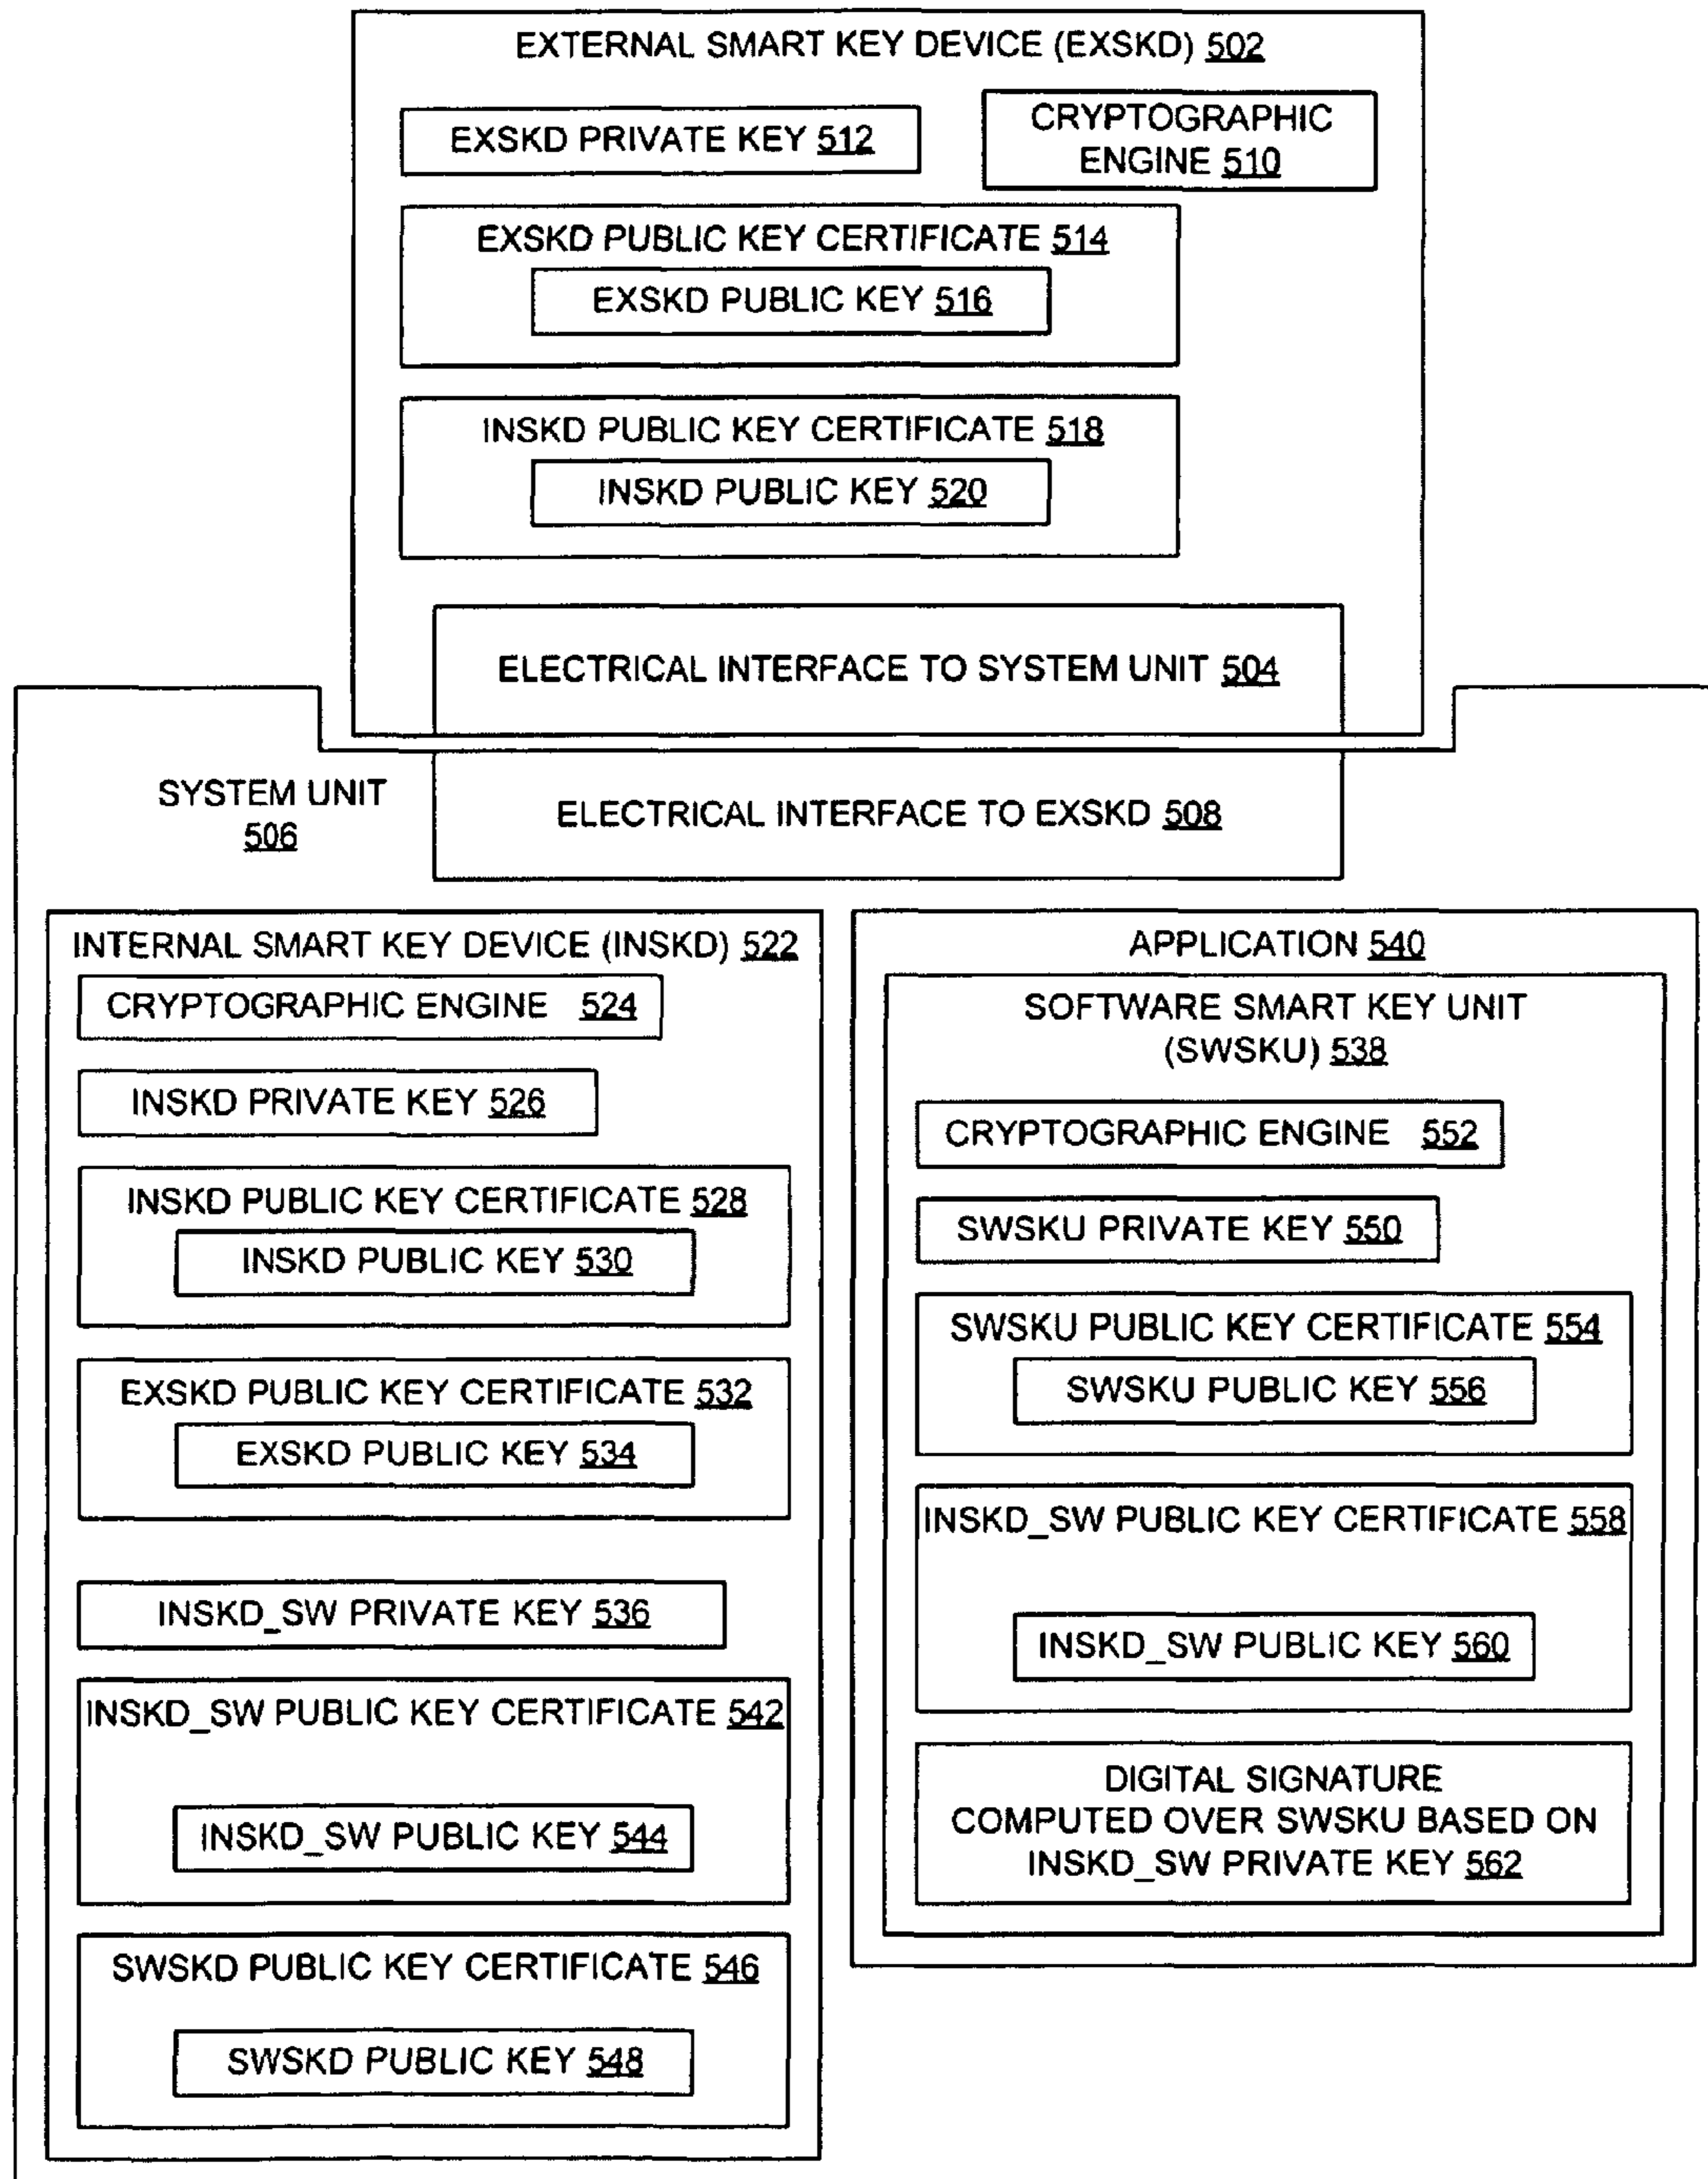 EXTERNAL SMART KEY DEVICE (EXSKD) 502
EXSKD PRIVATE KEY 512
CRYPTOGRAPHIC
ENGINE 510
EXSKD PUBLIC KEY CERTIFICATE 514
EXSKD PUBLIC KEY 516
INSKD PUBLIC KEY CERTIFICATE 518
INSKD PUBLIC KEY 520
ELECTRICAL INTERFACE TO SYSTEM UNIT 504
SYSTEM UNIT
506
ELECTRICAL INTERFACE TO EXSKD 508
INTERNAL SMART KEY DEVICE (INSKD) 522
CRYPTOGRAPHIC ENGINE 524
INSKD PRIVATE KEY 526
INSKD PUBLIC KEY CERTIFICATE 528
INSKD PUBLIC KEY 530
EXSKD PUBLIC KEY CERTIFICATE 532
EXSKD PUBLIC KEY 534
INSKD_SW PRIVATE KEY 536
INSKD_SW PUBLIC KEY CERTIFICATE 542
INSKD_SW PUBLIC KEY 544
SWSKD PUBLIC KEY CERTIFICATE 546
SWSKD PUBLIC KEY 548
APPLICATION 540
SOFTWARE SMART KEY UNIT
(SWSKU) 538
CRYPTOGRAPHIC ENGINE 552
SWSKU PRIVATE KEY 550
SWSKU PUBLIC KEY CERTIFICATE 554
SWSKU PUBLIC KEY 556
INSKD_SW PUBLIC KEY CERTIFICATE 558
INSKD_SW PUBLIC KEY 560
DIGITAL SIGNATURE
COMPUTED OVER SWSKU BASED ON
INSKD_SW PRIVATE KEY 562